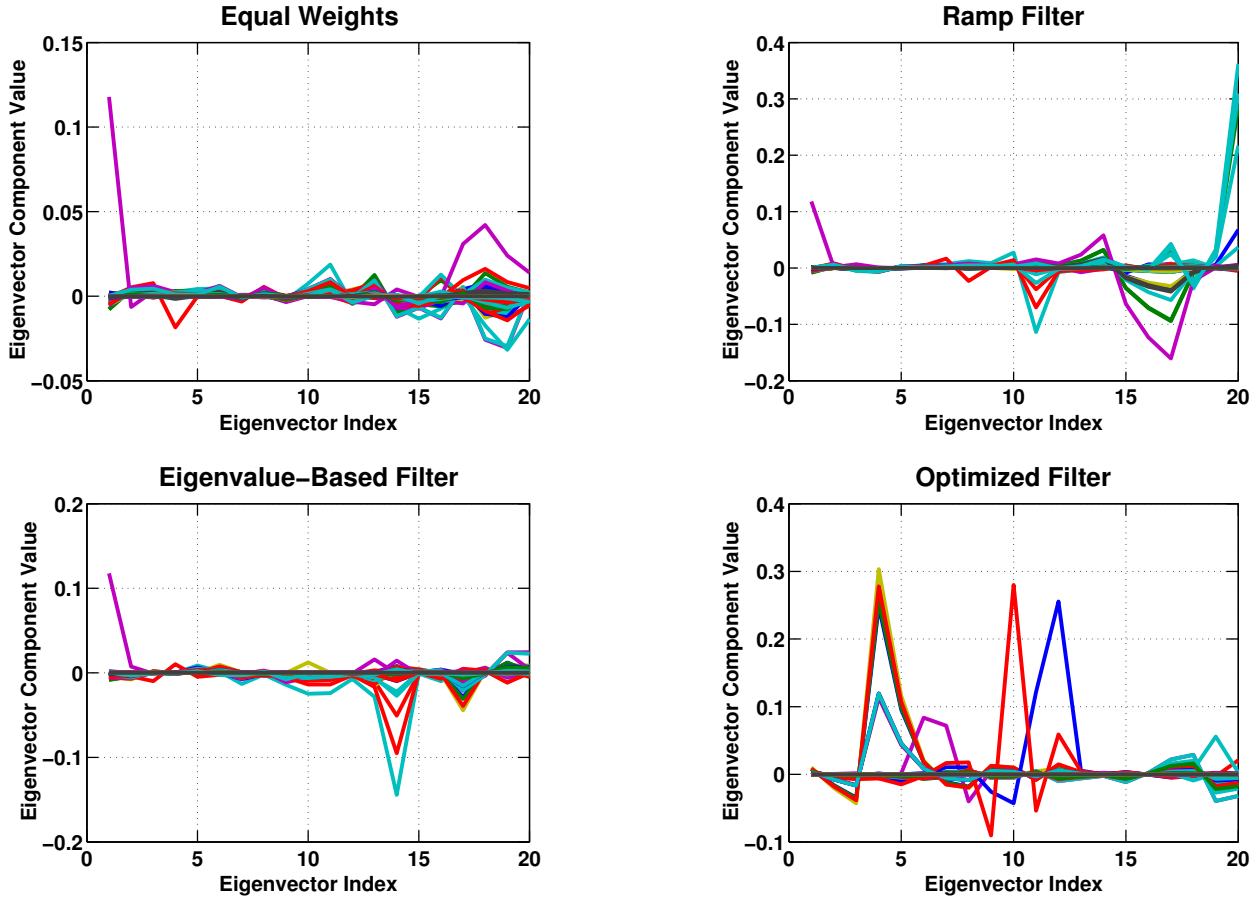 Equal Weights
0.15
0.1
0.05
0
−0.05
0 5 10 15 20
Eigenvector Component Value
Eigenvector Index
Ramp Filter
0.4
0.3
0.2
0.1
0
−0.1
−0.2
0 5 10 15 20
Eigenvector Component Value
Eigenvector Index
Eigenvalue−Based Filter
0.2
0.1
0
−0.1
−0.2
0 5 10 15 20
Eigenvector Component Value
Eigenvector Index
Optimized Filter
0.4
0.3
0.2
0.1
0
−0.1
0 5 10 15 20
Eigenvector Component Value
Eigenvector Index